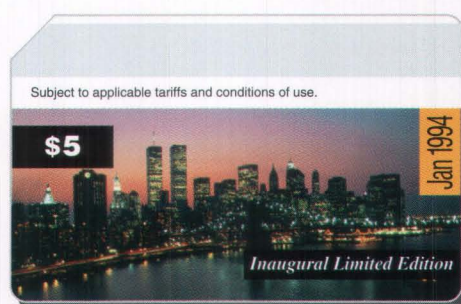 Subject to applicable tariffs and conditions of use.
$5
Jan 1994
Inaugural Limited Edition